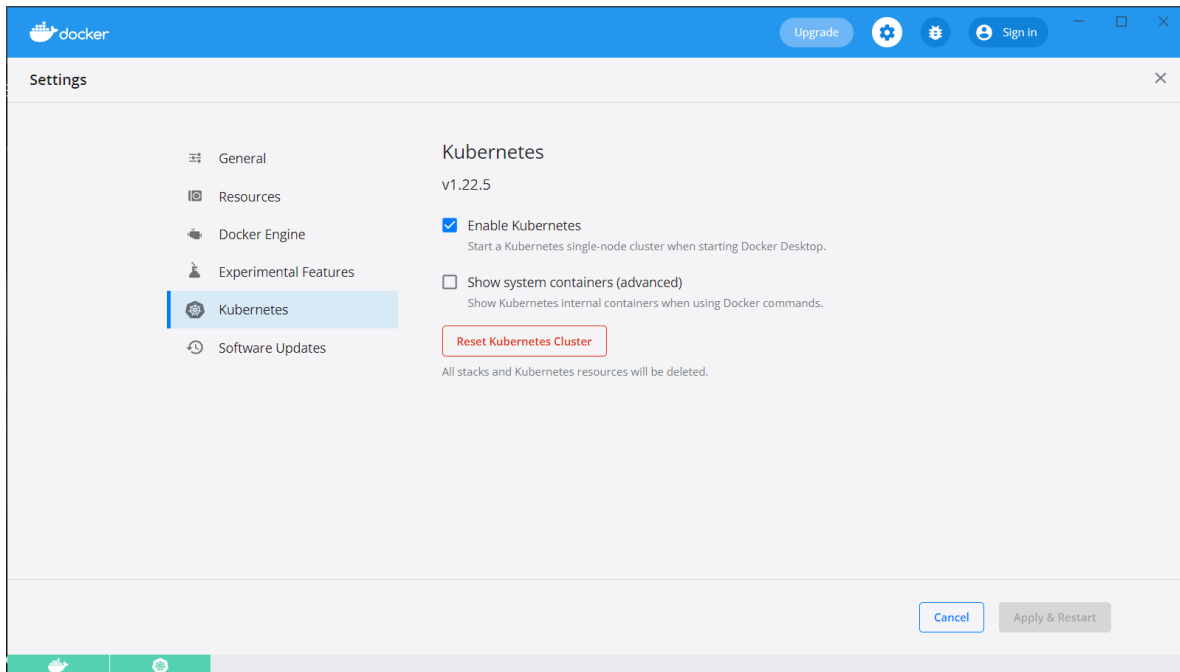 docker
Upgrade
Sign in
Settings
General
Resources
Docker Engine
Experimental Features
Kubernetes
Software Updates
Kubernetes
v1.22.5
Enable Kubernetes
Start a Kubernetes single-node cluster when starting Docker Desktop.
Show system containers (advanced)
Show Kubernetes internal containers when using Docker commands.
Reset Kubernetes Cluster
All stacks and Kubernetes resources will be deleted.
Cancel
Apply & Restart